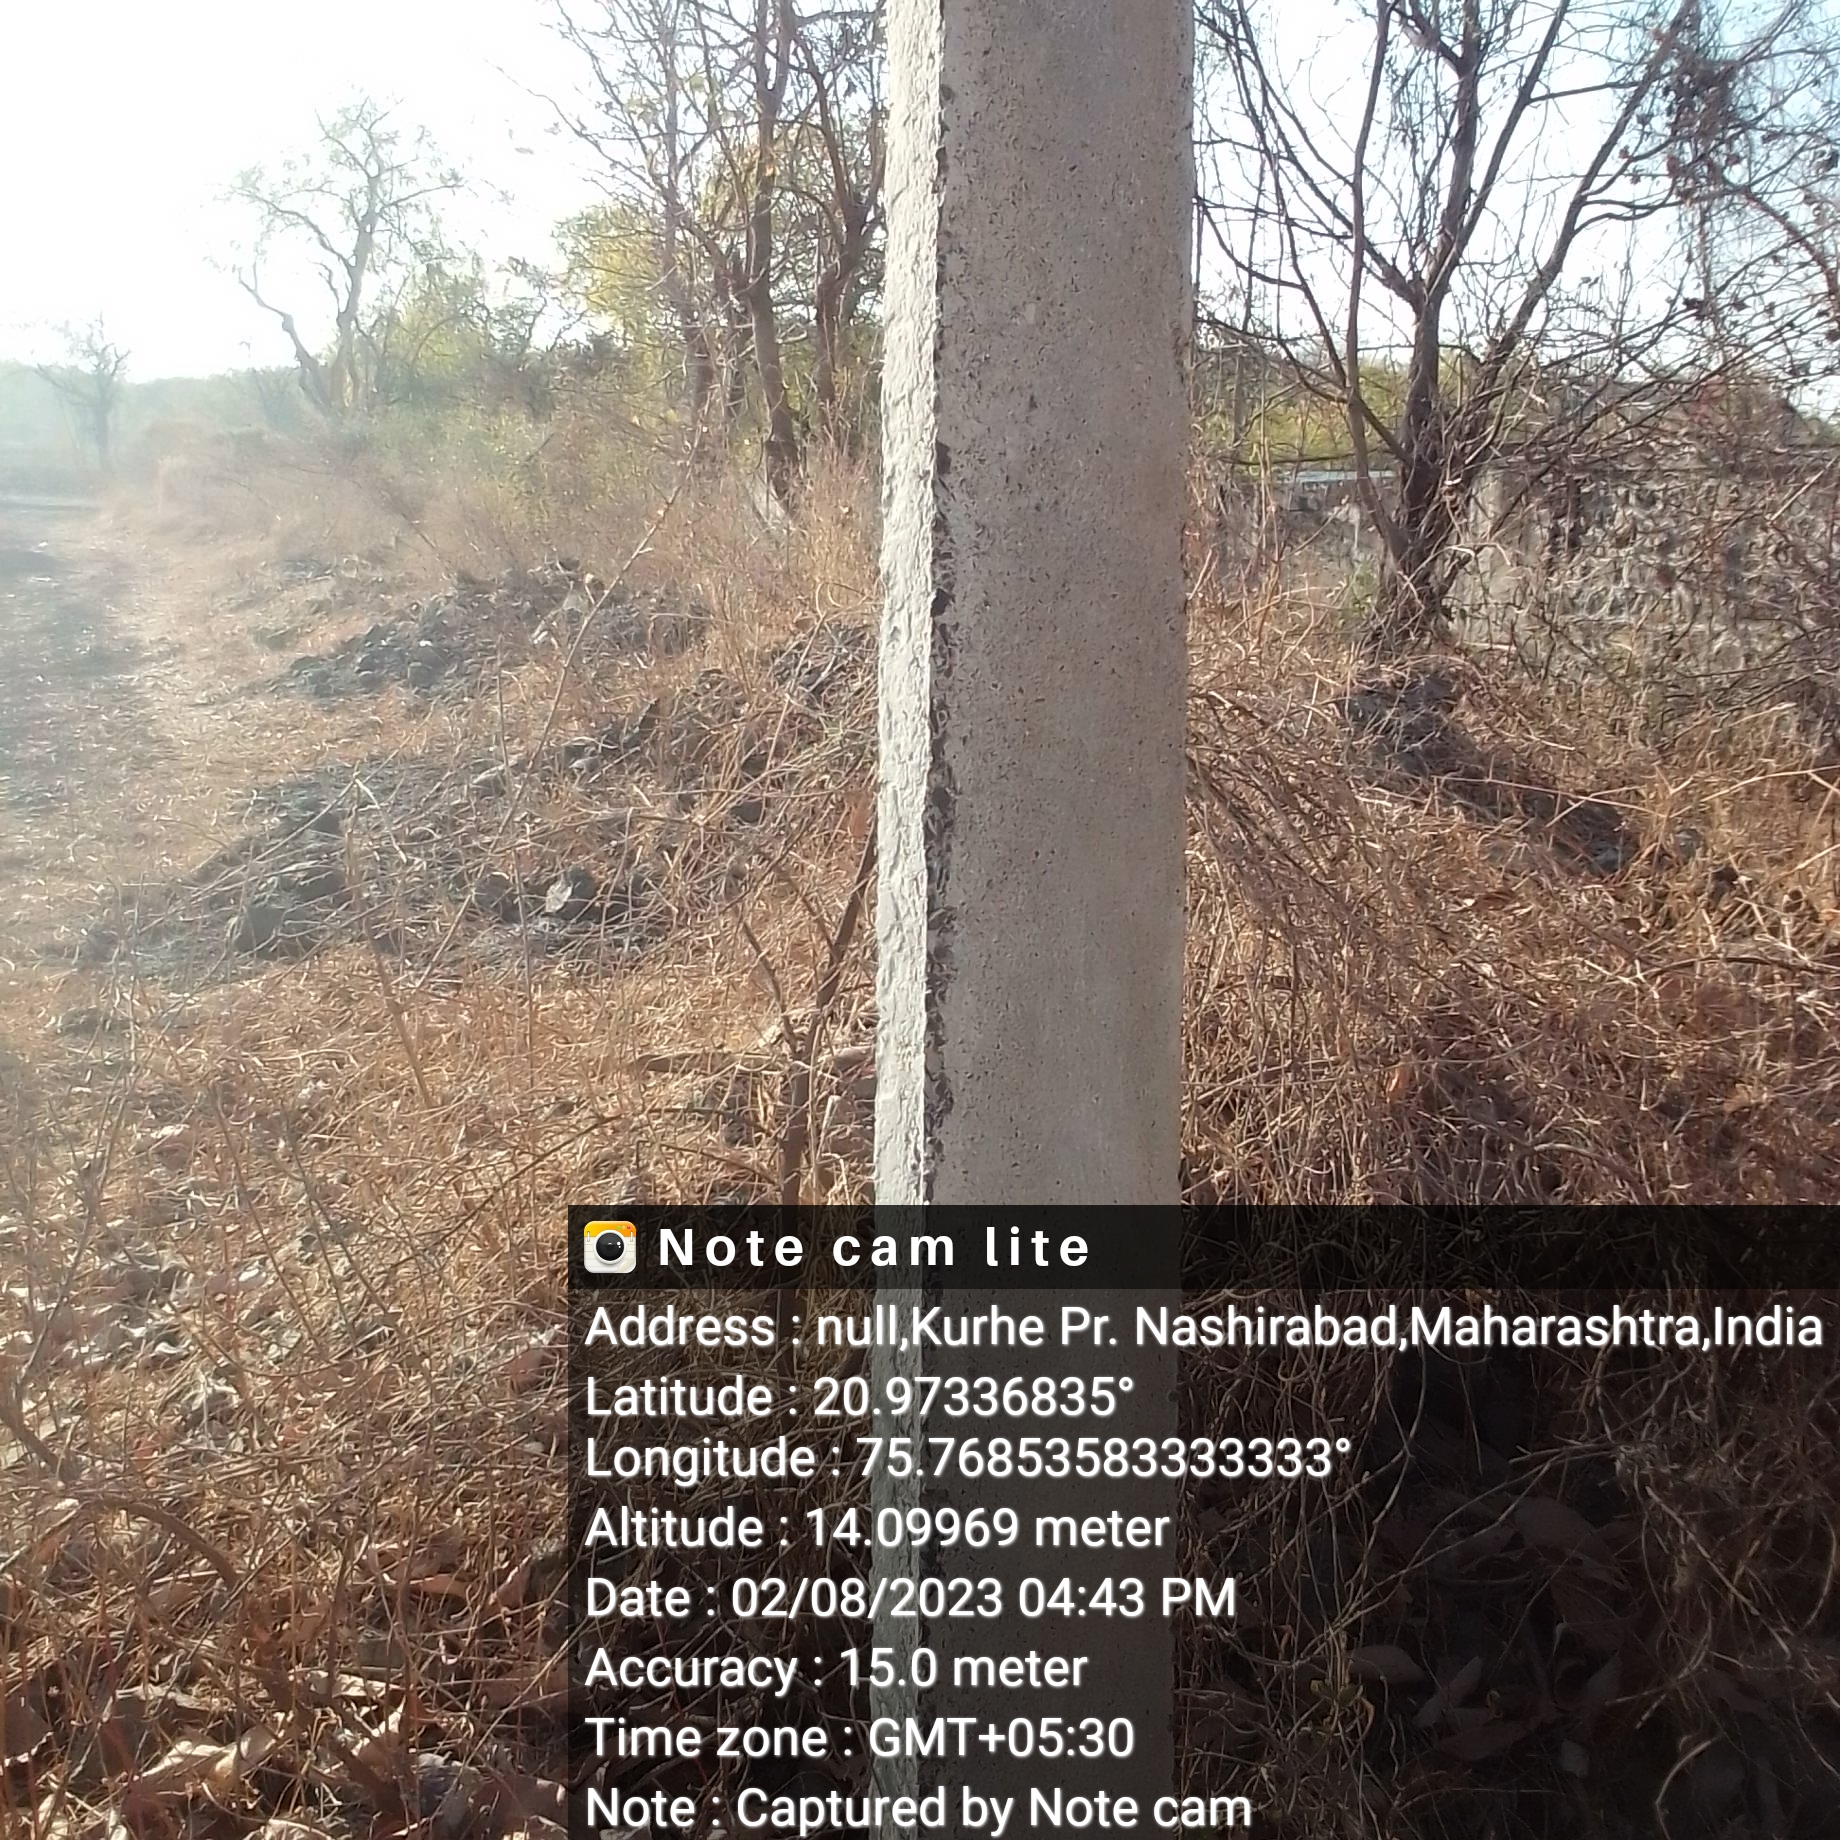 Note cam lite
Address : null,Kurhe Pr. Nashirabad,Maharashtra,India
Latitude : 20.97336835°
Longitude : 75.76853583333333°
Altitude : 14.09969 meter
Date : 02/08/2023 04:43 PM
Accuracy : 15.0 meter
Time zone : GMT+05:30
Note : Captured by Note cam